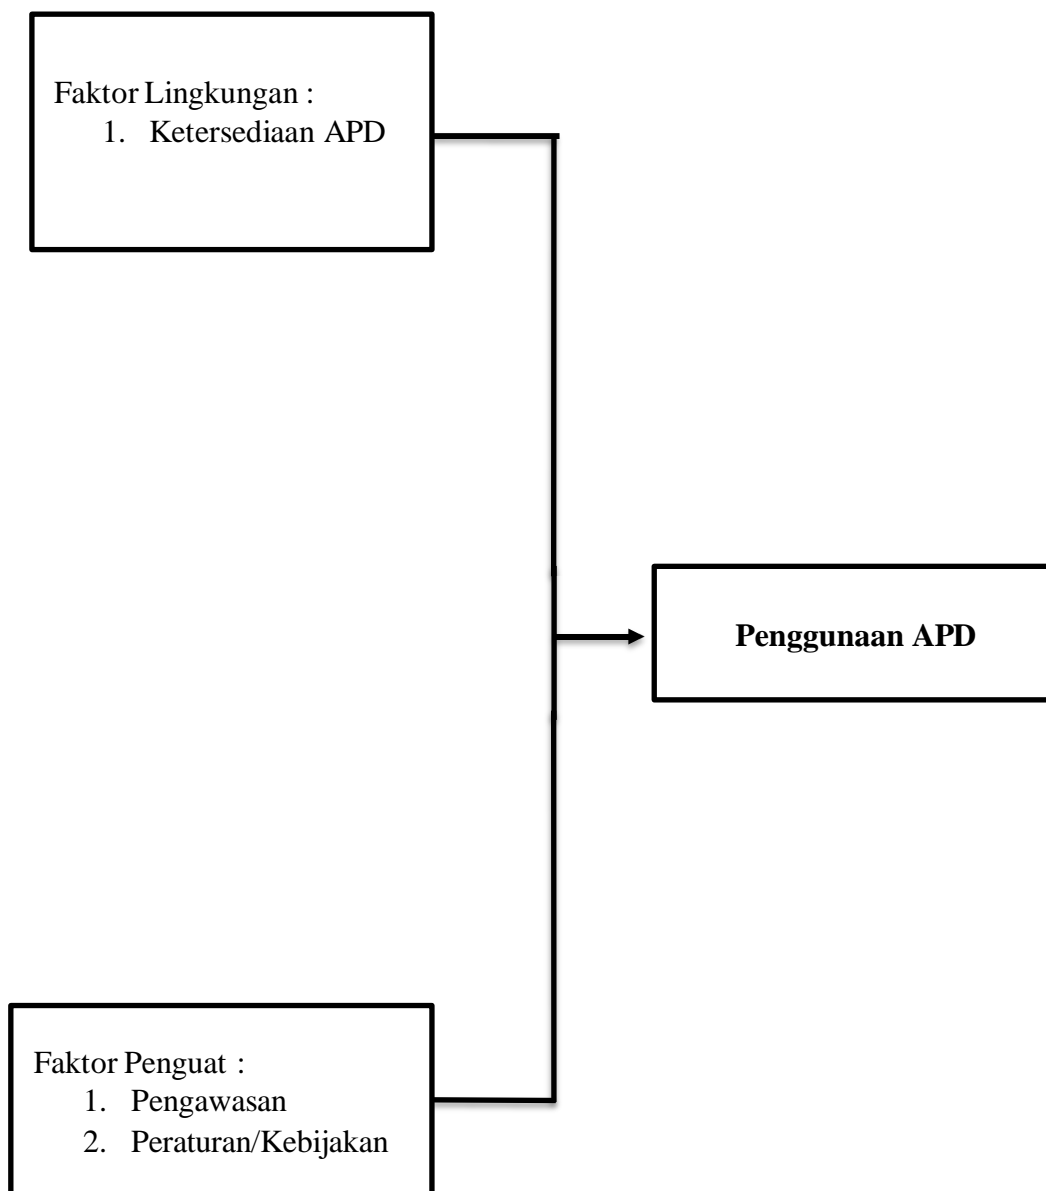 Faktor Lingkungan :
1. Ketersediaan APD
Penggunaan APD
Faktor Penguat :
1. Pengawasan
2. Peraturan/Kebijakan